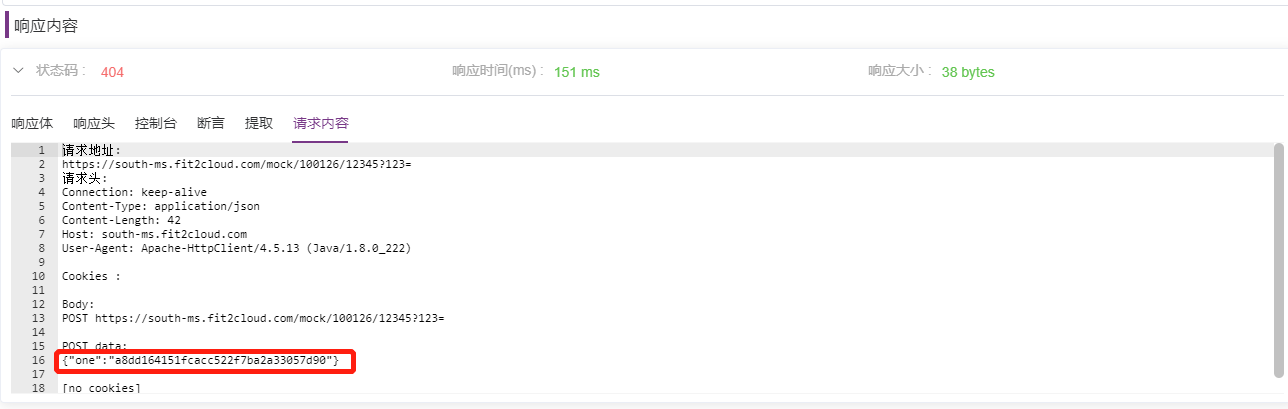 响应内容
状态码 : 404 响应时间(ms) : 151 ms 响应大小 : 38 bytes
响应体 响应头 控制台 断言 提取 请求内容
1 请求地址:
2 https://south-ms.fit2cloud.com/mock/100126/12345?123=
3 请求头:
4 Connection: keep-alive
5 Content-Type: application/json
6 Content-Length: 42
7 Host: south-ms.fit2cloud.com
8 User-Agent: Apache-HttpClient/4.5.13 (Java/1.8.0_222)
9
10 Cookies :
11
12 Body:
13 POST https://south-ms.fit2cloud.com/mock/100126/12345?123=
14
15 POST data:
16 {"one":"a8dd164151fcacc522f7ba2a33057d90"}
17
18 [no cookies]